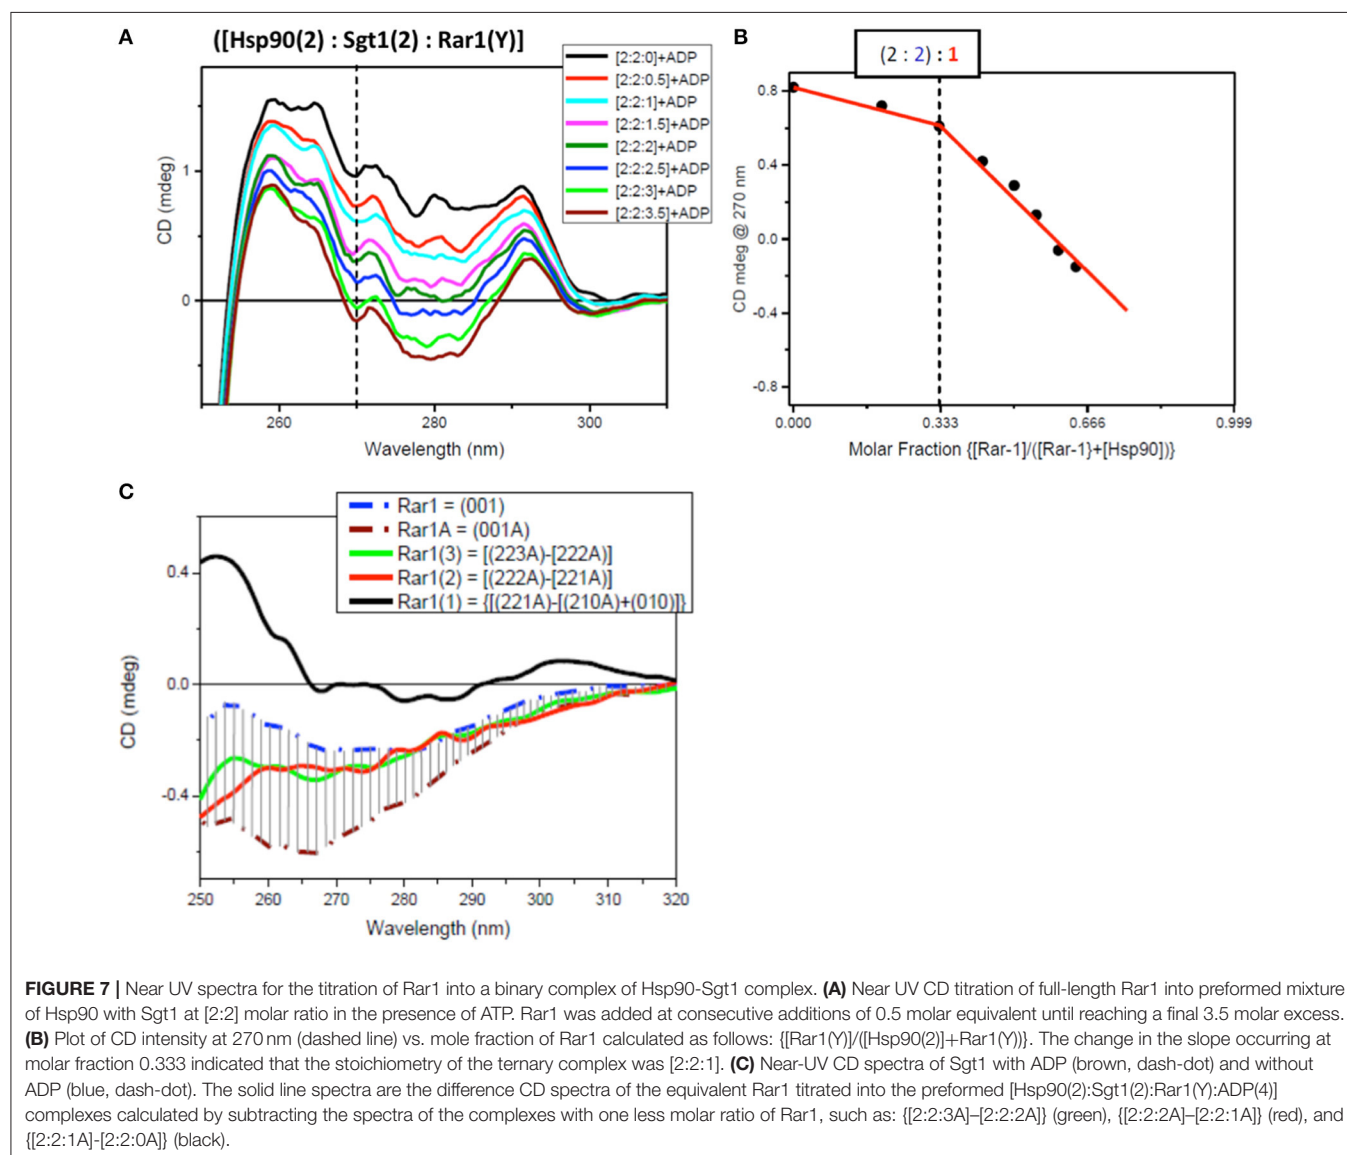 A
([Hsp90(2) : Sgt1(2) : Rar1(Y)]
[2:2:0]+ADP
[2:2:0.5]+ADP
[2:2:1]+ADP
[2:2:1.5]+ADP
[2:2:2]+ADP
[2:2:2.5]+ADP
[2:2:3]+ADP
[2:2:3.5]+ADP
CD (mdeg)
1
0
260
280
300
Wavelength (nm)
B
(2 : 2) : 1
CD mdeg @ 270 nm
0.8
0.4
0.0
-0.4
-0.8
0.000
0.333
0.666
0.999
Molar Fraction {[Rar-1]/([Rar-1}+[Hsp90])}
C
Rar1 = (001)
Rar1A = (001A)
Rar1(3) = [(223A)-[222A)]
Rar1(2) = [(222A)-[221A)]
Rar1(1) = {[(221A)-[(210A)+(010)]}
CD (mdeg)
0.4
0.0
-0.4
250
260
270
280
290
300
310
320
Wavelength (nm)
FIGURE 7 | Near UV spectra for the titration of Rar1 into a binary complex of Hsp90-Sgt1 complex. (A) Near UV CD titration of full-length Rar1 into preformed mixture
of Hsp90 with Sgt1 at [2:2] molar ratio in the presence of ATP. Rar1 was added at consecutive additions of 0.5 molar equivalent until reaching a final 3.5 molar excess.
(B) Plot of CD intensity at 270 nm (dashed line) vs. mole fraction of Rar1 calculated as follows: {[Rar1(Y)]/([Hsp90(2)]+Rar1(Y))}. The change in the slope occurring at
molar fraction 0.333 indicated that the stoichiometry of the ternary complex was [2:2:1]. (C) Near-UV CD spectra of Sgt1 with ADP (brown, dash-dot) and without
ADP (blue, dash-dot). The solid line spectra are the difference CD spectra of the equivalent Rar1 titrated into the preformed [Hsp90(2):Sgt1(2):Rar1(Y):ADP(4)]
complexes calculated by subtracting the spectra of the complexes with one less molar ratio of Rar1, such as: {[2:2:3A]–[2:2:2A]} (green), {[2:2:2A]–[2:2:1A]} (red), and
{[2:2:1A]-[2:2:0A]} (black).